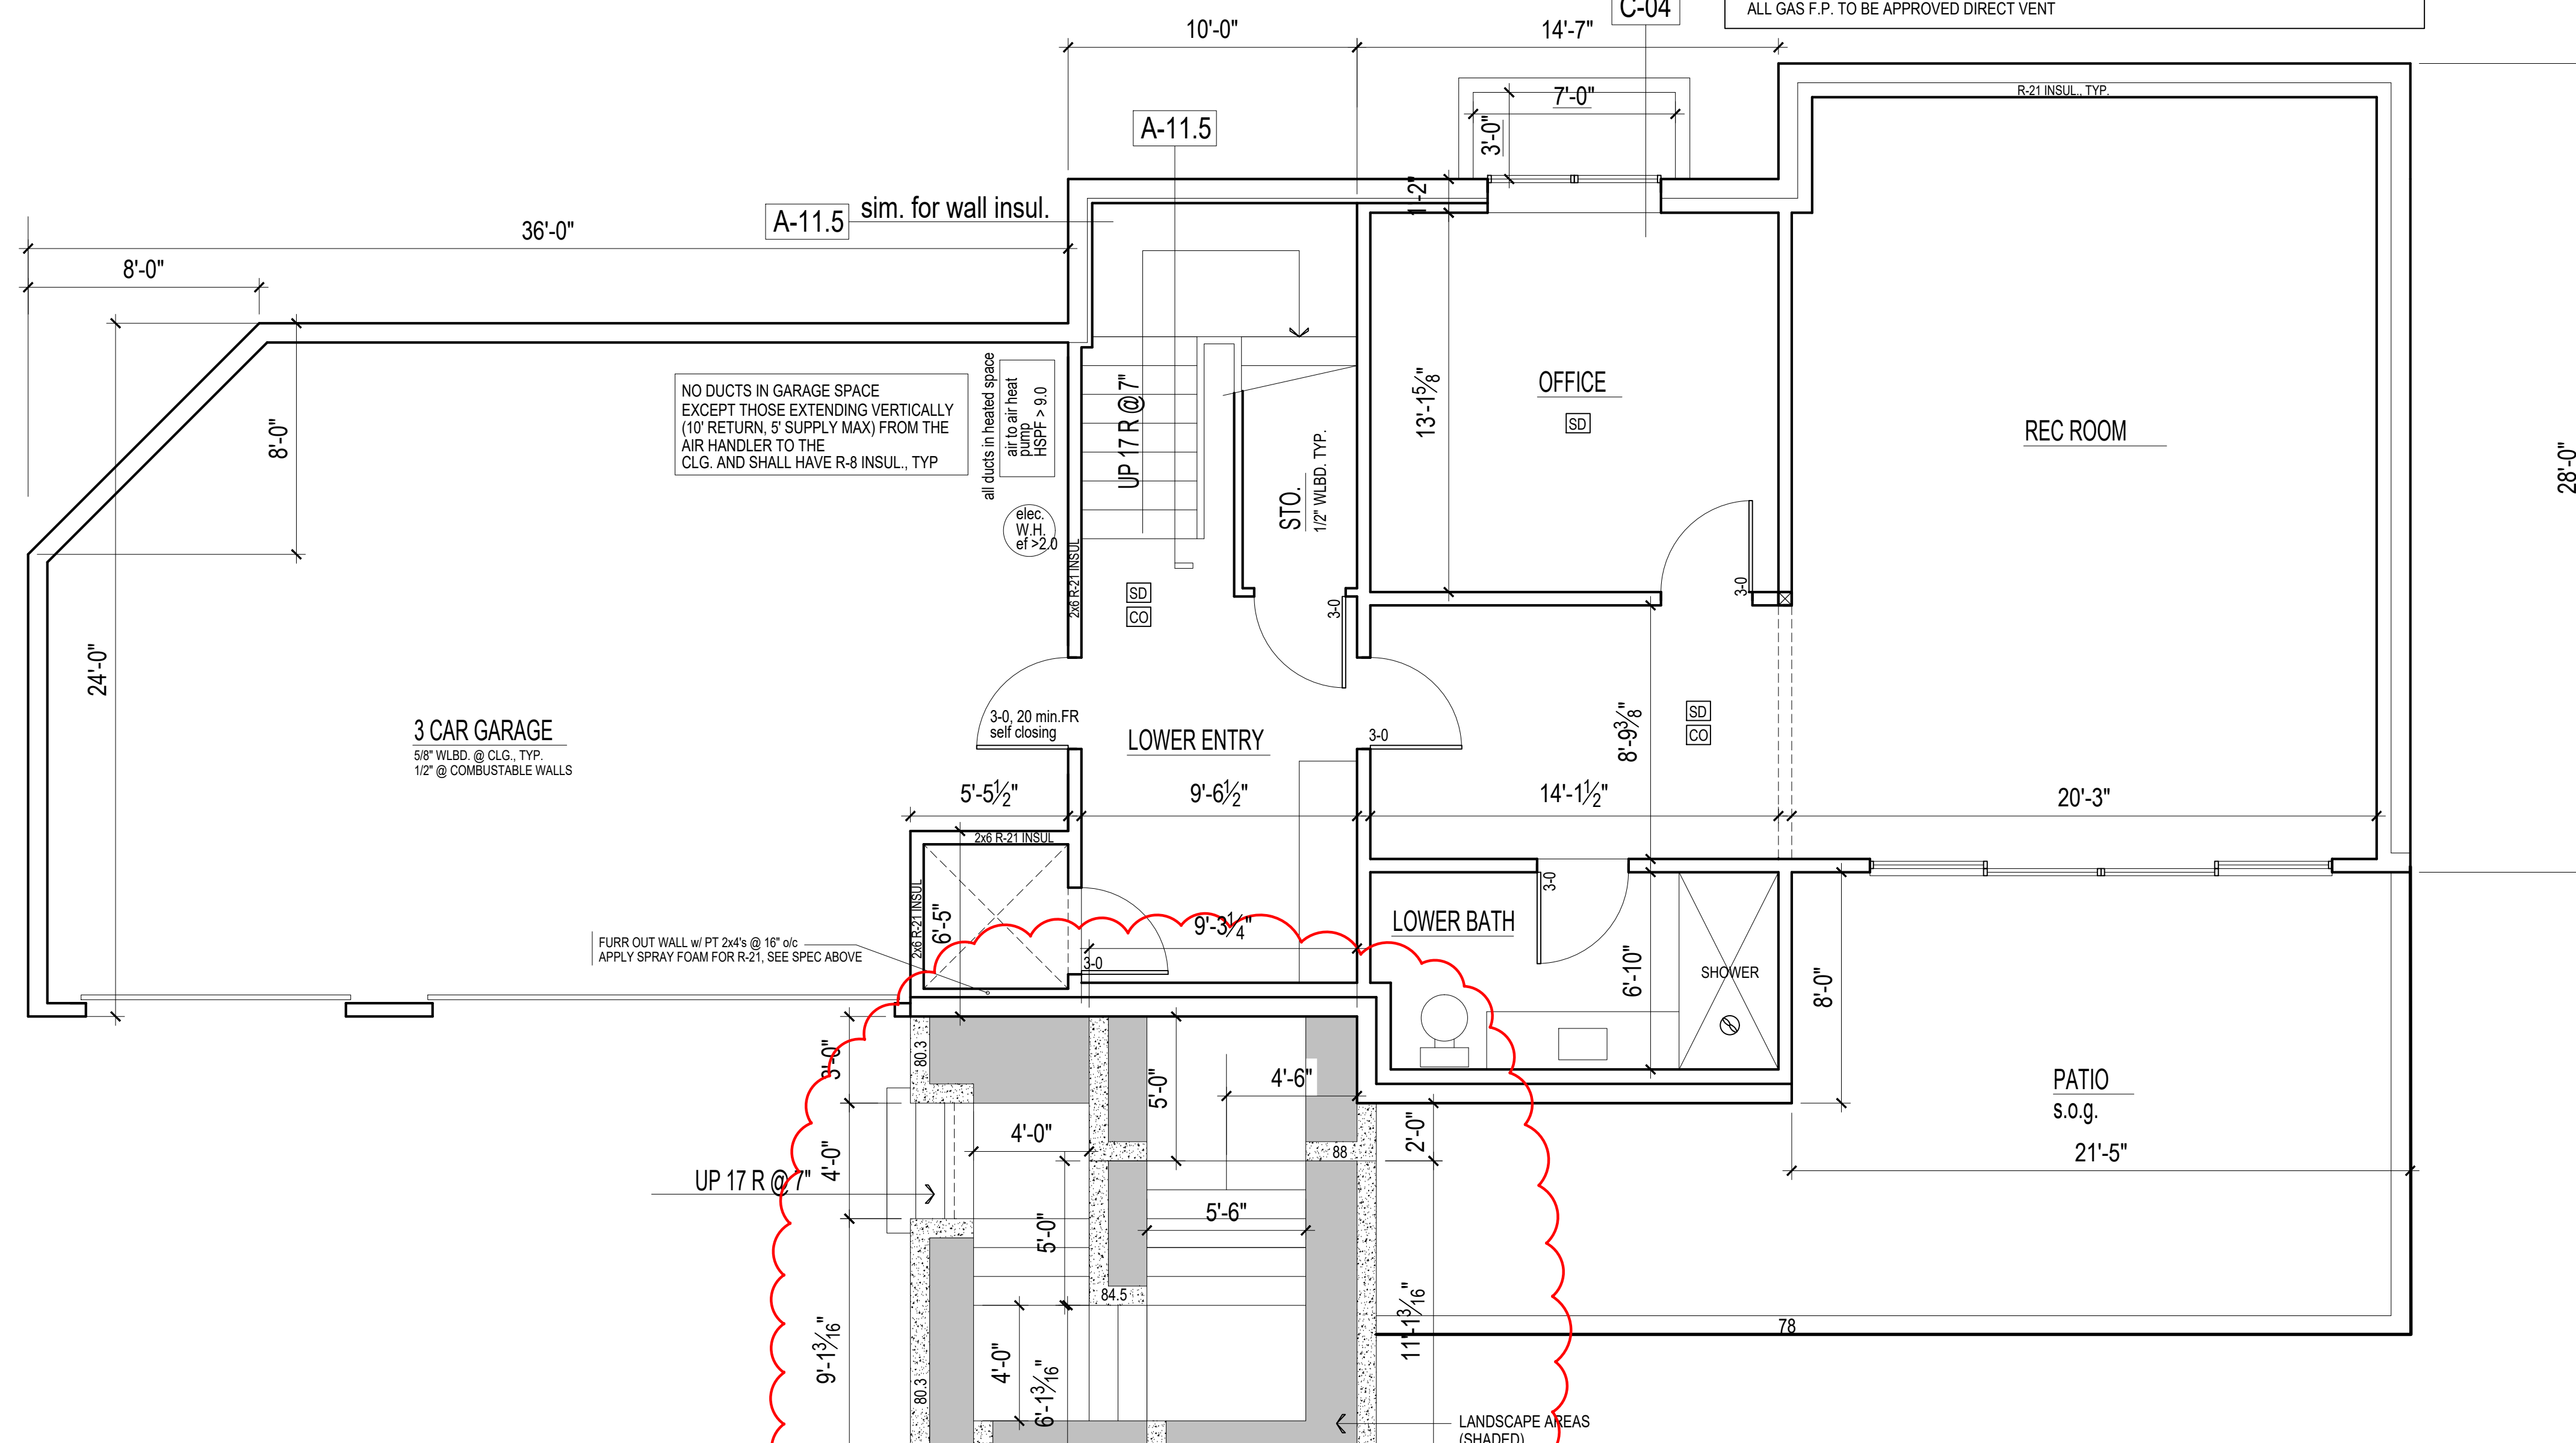 C-04
ALL GAS F.P. TO BE APPROVED DIRECT VENT
10'-0"
14'-7"
7'-0"
3'-0"
R-21 INSUL., TYP.
A-11.5
1'-2"
A-11.5
sim. for wall insul.
36'-0"
8'-0"
8'-0"
24'-0"
28'-0"
NO DUCTS IN GARAGE SPACE
EXCEPT THOSE EXTENDING VERTICALLY
(10' RETURN, 5' SUPPLY MAX) FROM THE
AIR HANDLER TO THE
CLG. AND SHALL HAVE R-8 INSUL., TYP
all ducts in heated space
air to air heat
pump
HSPF > 9.0
elec.
W.H.
ef >2.0
2x6 R-21 INSUL
UP 17 R @ 7"
STO.
1/2" WLBD. TYP.
13'-1⅝"
OFFICE
SD
REC ROOM
3-0
SD
CO
3-0
3 CAR GARAGE
5/8" WLBD. @ CLG., TYP.
1/2" @ COMBUSTABLE WALLS
3-0, 20 min.FR
self closing
LOWER ENTRY
3-0
8'-9⅜"
SD
CO
5'-5½"
9'-6½"
14'-1½"
20'-3"
2x6 R-21 INSUL
2x6 R-21 INSUL
6'-5"
FURR OUT WALL w/ PT 2x4's @ 16" o/c
APPLY SPRAY FOAM FOR R-21, SEE SPEC ABOVE
9'-3¼"
3-0
LOWER BATH
3-0
6'-10"
SHOWER
8'-0"
PATIO
s.o.g.
21'-5"
3'-0"
80.3
5'-0"
4'-6"
4'-0"
4'-0"
2'-0"
88
UP 17 R @ 7"
5'-0"
5'-6"
84.5
9'-1³⁄₁₆"
80.3
4'-0"
6'-1³⁄₁₆"
11'-1³⁄₁₆"
78
LANDSCAPE AREAS
(SHADED)